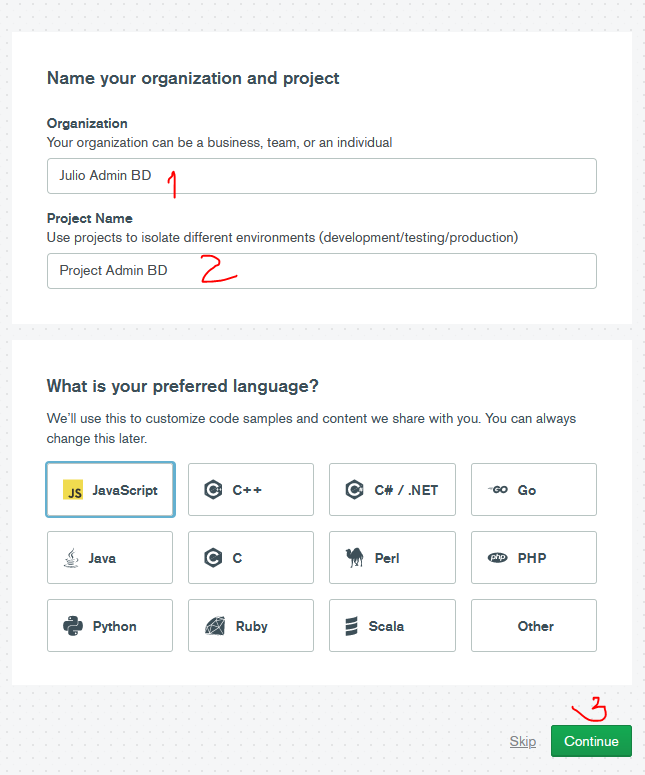 Name your organization and project
Organization
Your organization can be a business, team, or an individual
Julio Admin BD 1
Project Name
Use projects to isolate different environments (development/testing/production)
Project Admin BD 2
What is your preferred language?
We'll use this to customize code samples and content we share with you. You can always
change this later.
JS JavaScript C++ C# / .NET GO Go
Java C Perl php PHP
Python Ruby Scala Other
3
Skip Continue